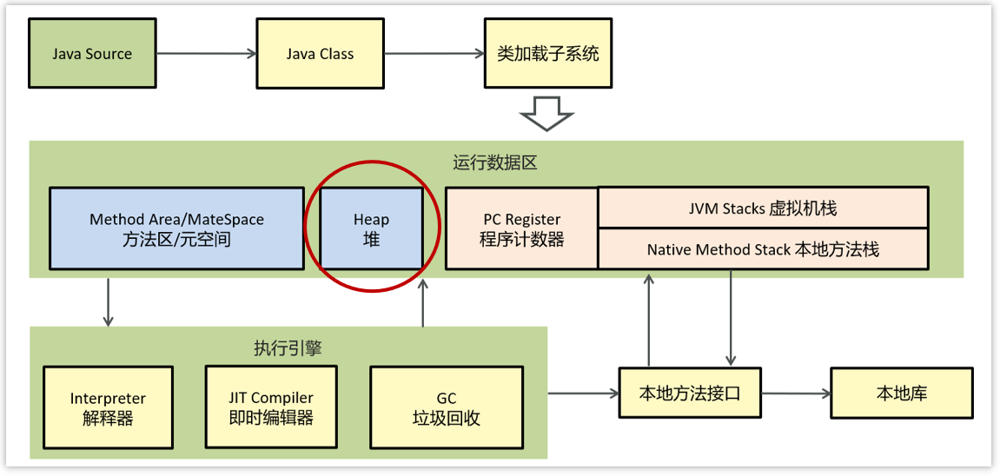 Java Source
Java Class
类加载子系统
运行数据区
Method Area/MateSpace
方法区/元空间
Heap
堆
PC Register
程序计数器
JVM Stacks 虚拟机栈
Native Method Stack 本地方法栈
执行引擎
Interpreter
解释器
JIT Compiler
即时编辑器
GC
垃圾回收
本地方法接口
本地库